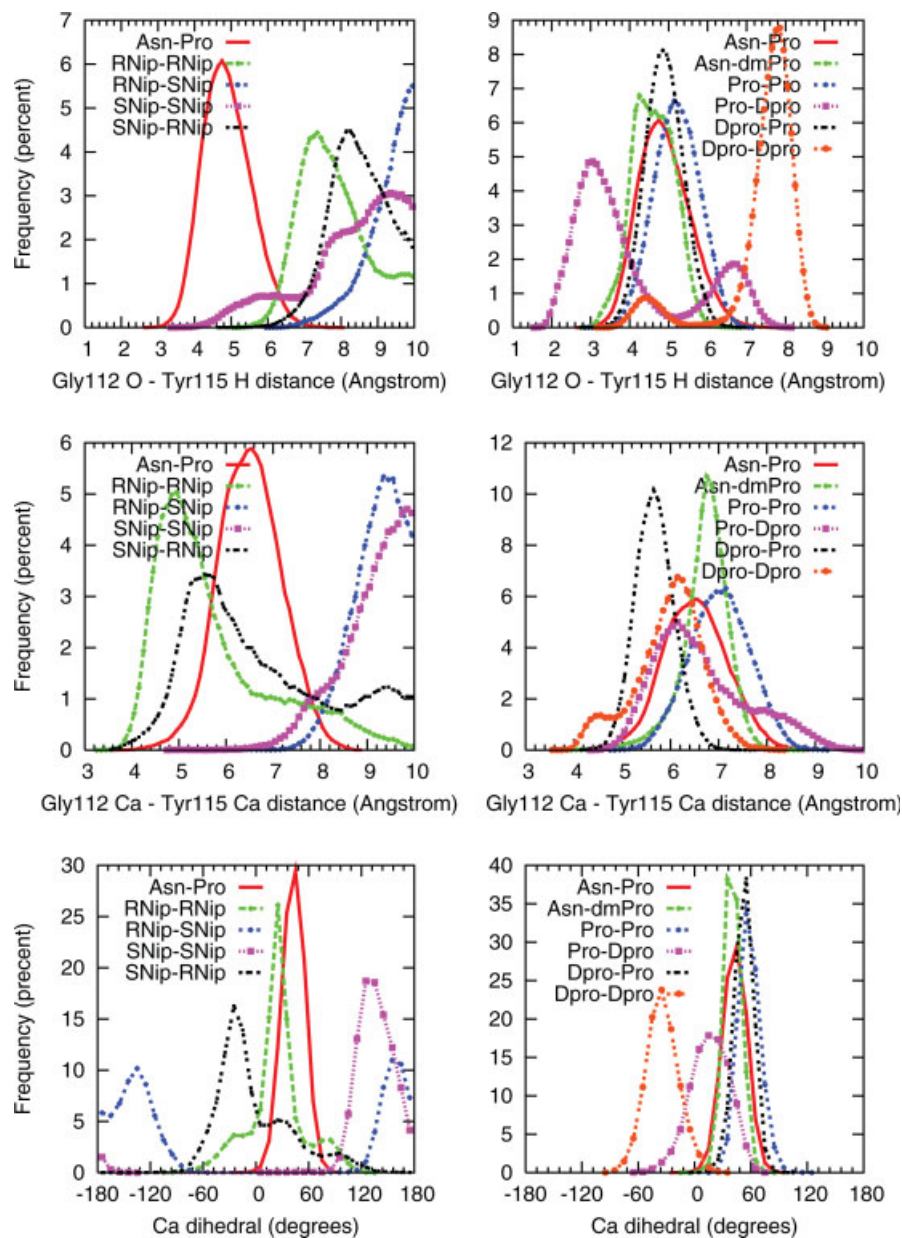 Frequency (percent)
7
6
5
4
3
2
1
0
Asn-Pro
RNip-RNip
RNip-SNip
SNip-SNip
SNip-RNip
1 2 3 4 5 6 7 8 9 10
Gly112 O - Tyr115 H distance (Angstrom)
9
8
7
6
5
4
3
2
1
0
Asn-Pro
Asn-dmPro
Pro-Pro
Pro-Dpro
Dpro-Pro
Dpro-Dpro
1 2 3 4 5 6 7 8 9 10
Gly112 O - Tyr115 H distance (Angstrom)
Frequency (percent)
6
5
4
3
2
1
0
Asn-Pro
RNip-RNip
RNip-SNip
SNip-SNip
SNip-RNip
3 4 5 6 7 8 9 10
Gly112 Ca - Tyr115 Ca distance (Angstrom)
12
10
8
6
4
2
0
Asn-Pro
Asn-dmPro
Pro-Pro
Pro-Dpro
Dpro-Pro
Dpro-Dpro
3 4 5 6 7 8 9 10
Gly112 Ca - Tyr115 Ca distance (Angstrom)
Frequency (precent)
30
25
20
15
10
5
0
Asn-Pro
RNip-RNip
RNip-SNip
SNip-SNip
SNip-RNip
-180 -120 -60 0 60 120 180
Ca dihedral (degrees)
40
35
30
25
20
15
10
5
0
Asn-Pro
Asn-dmPro
Pro-Pro
Pro-Dpro
Dpro-Pro
Dpro-Dpro
-180 -120 -60 0 60 120 180
Ca dihedral (degrees)